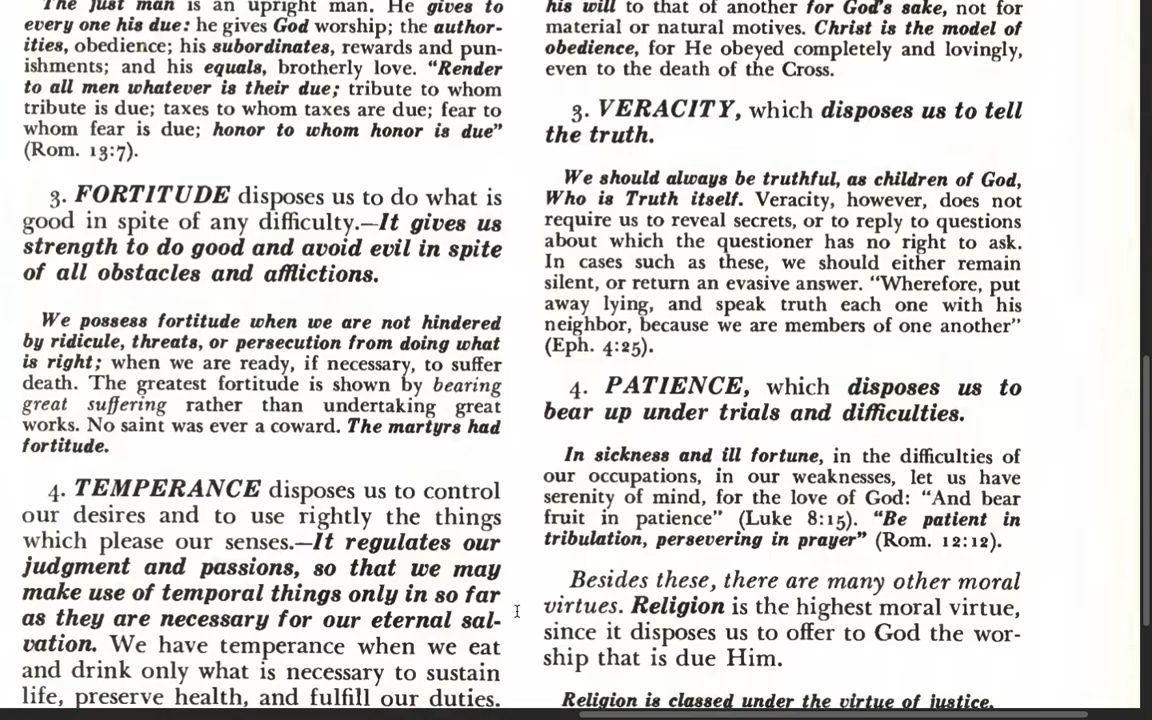 The just man is an upright man. He gives to
every one his due: he gives God worship; the author-
ities, obedience; his subordinates, rewards and pun-
ishments; and his equals, brotherly love. “Render
to all men whatever is their due; tribute to whom
tribute is due; taxes to whom taxes are due; fear to
whom fear is due; honor to whom honor is due”
(Rom. 13:7).
3. FORTITUDE disposes us to do what is
good in spite of any difficulty.—It gives us
strength to do good and avoid evil in spite
of all obstacles and afflictions.
We possess fortitude when we are not hindered
by ridicule, threats, or persecution from doing what
is right; when we are ready, if necessary, to suffer
death. The greatest fortitude is shown by bearing
great suffering rather than undertaking great
works. No saint was ever a coward. The martyrs had
fortitude.
4. TEMPERANCE disposes us to control
our desires and to use rightly the things
which please our senses.—It regulates our
judgment and passions, so that we may
make use of temporal things only in so far
as they are necessary for our eternal sal-
vation. We have temperance when we eat
and drink only what is necessary to sustain
life, preserve health, and fulfill our duties.
his will to that of another for God's sake, not for
material or natural motives. Christ is the model of
obedience, for He obeyed completely and lovingly,
even to the death of the Cross.
3. VERACITY, which disposes us to tell
the truth.
We should always be truthful, as children of God,
Who is Truth itself. Veracity, however, does not
require us to reveal secrets, or to reply to questions
about which the questioner has no right to ask.
In cases such as these, we should either remain
silent, or return an evasive answer. “Wherefore, put
away lying, and speak truth each one with his
neighbor, because we are members of one another”
(Eph. 4:25).
4. PATIENCE, which disposes us to
bear up under trials and difficulties.
In sickness and ill fortune, in the difficulties of
our occupations, in our weaknesses, let us have
serenity of mind, for the love of God: “And bear
fruit in patience” (Luke 8:15). “Be patient in
tribulation, persevering in prayer” (Rom. 12:12).
Besides these, there are many other moral
virtues. Religion is the highest moral virtue,
since it disposes us to offer to God the wor-
ship that is due Him.
Religion is classed under the virtue of justice.